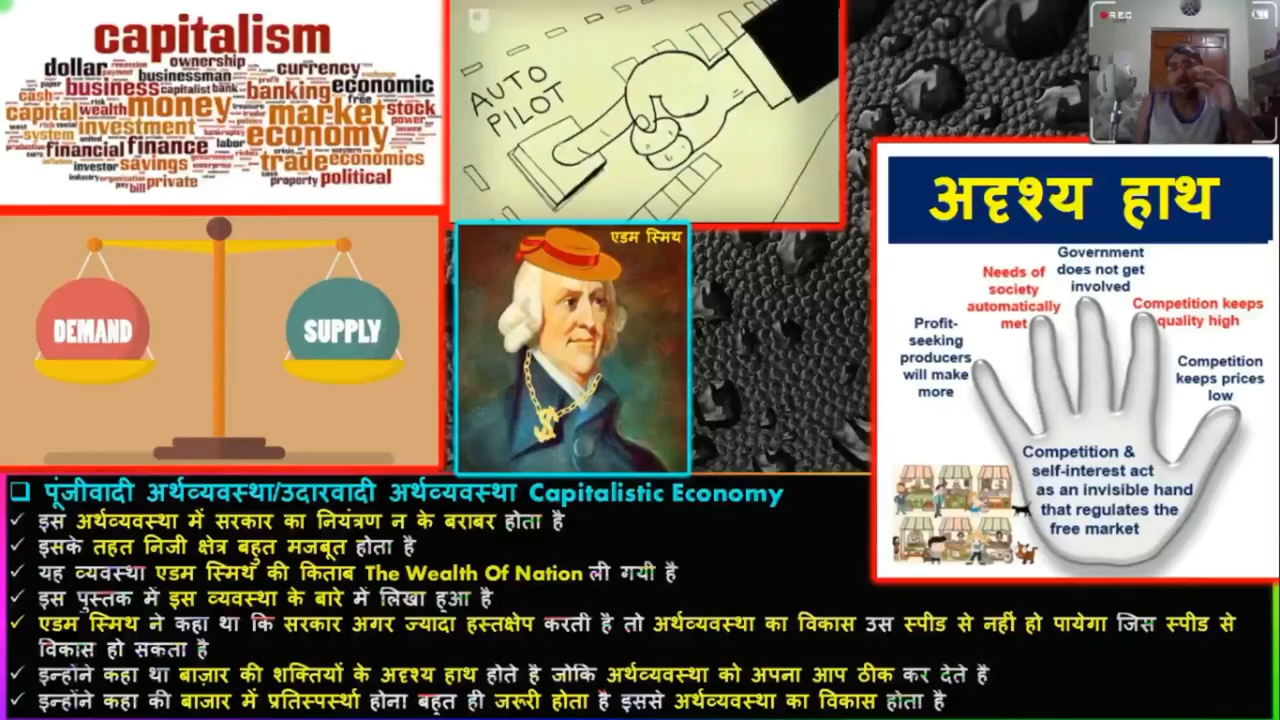 capitalism
ownership
dollar
businessman
currency
business
capitalist
bank
banking
economic
cash
money
market
free
stock
capital
wealth
power
investment
economy
system
labor
financial
finance
trade
economics
investor
savings
private
property
political
AUTO
PILOT
REC
DEMAND
SUPPLY
एडम स्मिथ
अदृश्य हाथ
Government
does not get
involved
Needs of
society
automatically
met
Competition keeps
quality high
Profit-
seeking
producers
will make
more
Competition
keeps prices
low
Competition &
self-interest act
as an invisible hand
that regulates the
free market
❑ पूंजीवादी अर्थव्यवस्था/उदारवादी अर्थव्यवस्था Capitalistic Economy
✓ इस अर्थव्यवस्था में सरकार का नियंत्रण न के बराबर होता है
✓ इसके तहत निजी क्षेत्र बहुत मजबूत होता है
✓ यह व्यवस्था एडम स्मिथ की किताब The Wealth Of Nation ली गयी है
✓ इस पुस्तक में इस व्यवस्था के बारे में लिखा हुआ है
✓ एडम स्मिथ ने कहा था कि सरकार अगर ज्यादा हस्तक्षेप करती है तो अर्थव्यवस्था का विकास उस स्पीड से नहीं हो पायेगा जिस स्पीड से
विकास हो सकता है
✓ इन्होंने कहा था बाज़ार की शक्तियों के अदृश्य हाथ होते है जोकि अर्थव्यवस्था को अपना आप ठीक कर देते है
✓ इन्होंने कहा की बाजार में प्रतिस्पर्स्था होना बहुत ही जरूरी होता है इससे अर्थव्यवस्था का विकास होता है